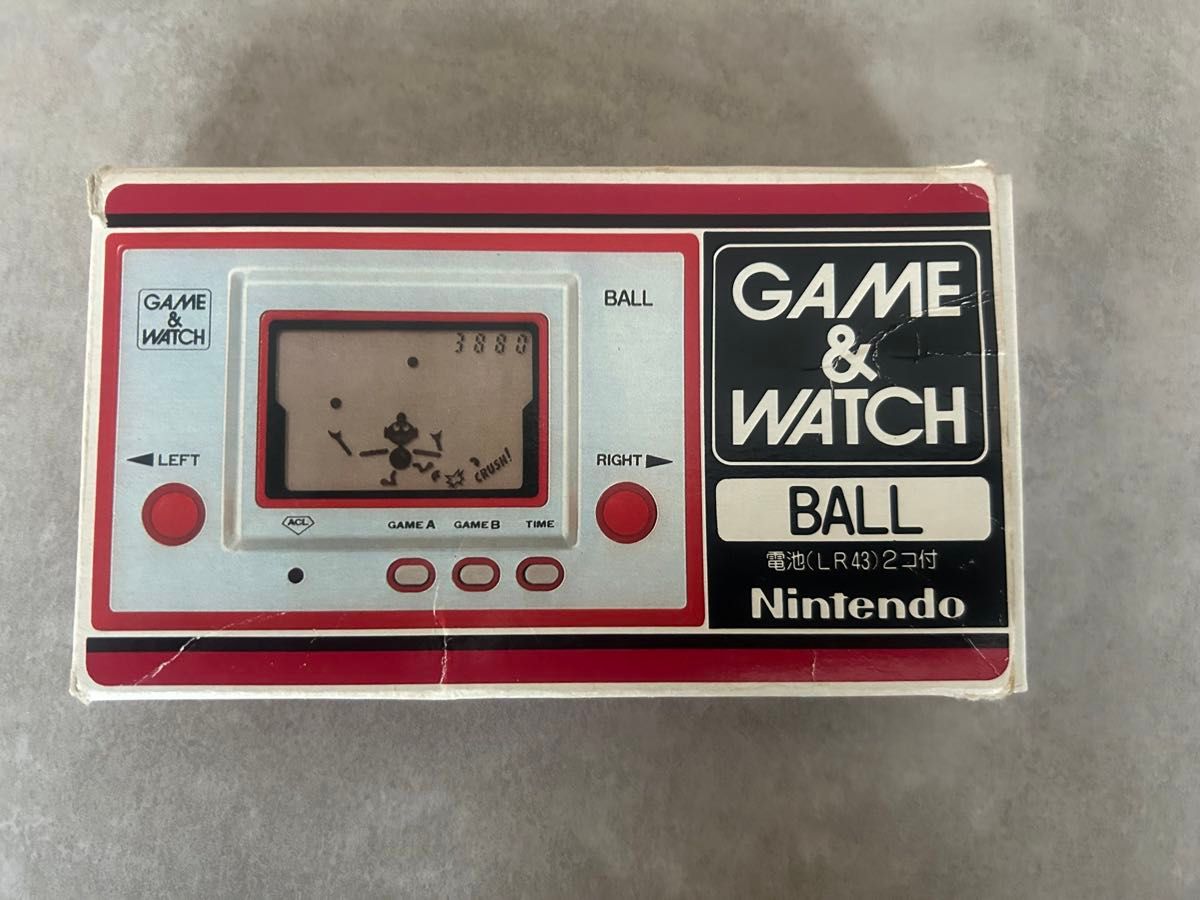 GAME
&
WATCH
BALL
3880
CRUSH!
LEFT
RIGHT
ACL
GAME A GAME B TIME
GAME
&
WATCH
BALL
電池(LR43)2コ付
Nintendo